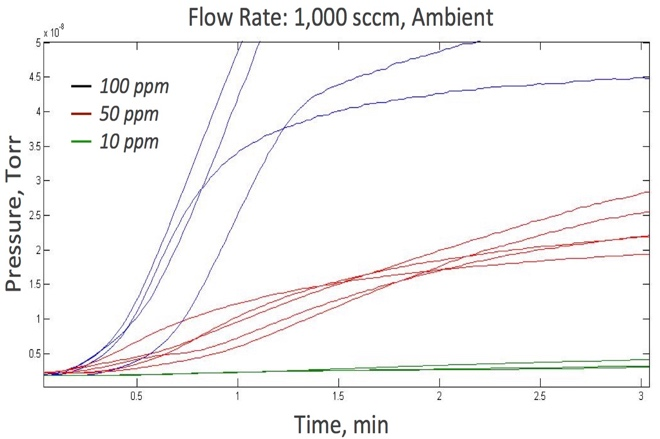 Flow Rate: 1,000 sccm, Ambient
x 10⁻⁸
5
4.5
4
3.5
3
2.5
2
1.5
1
0.5
100 ppm
50 ppm
10 ppm
Pressure, Torr
0.5 1 1.5 2 2.5 3
Time, min